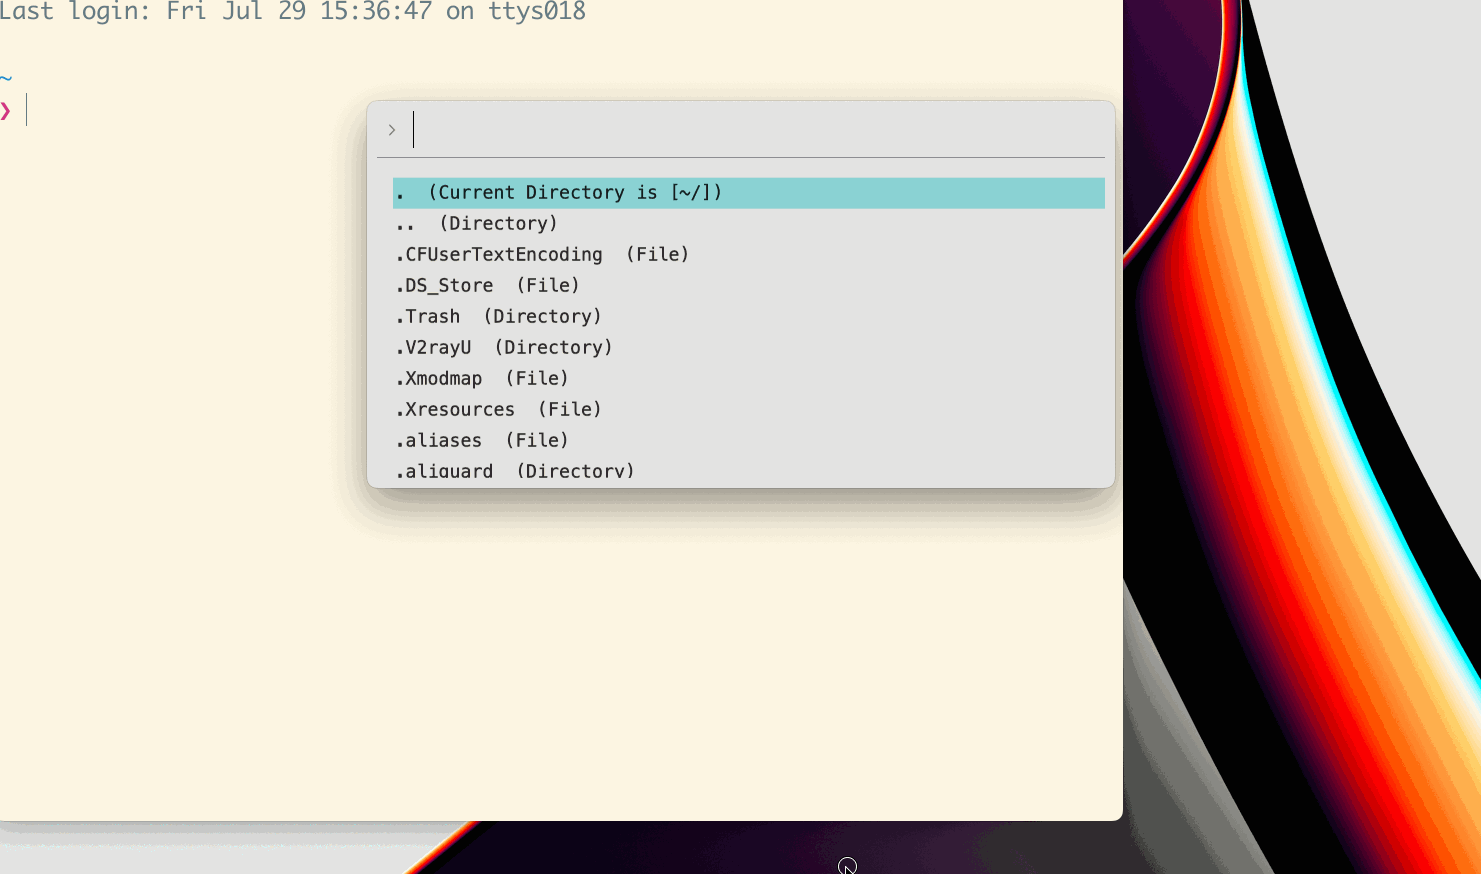 Last login: Fri Jul 29 15:36:47 on ttys018
~
❯
>
. (Current Directory is [~/])
.. (Directory)
.CFUserTextEncoding (File)
.DS_Store (File)
.Trash (Directory)
.V2rayU (Directory)
.Xmodmap (File)
.Xresources (File)
.aliases (File)
.aliguard (Directory)